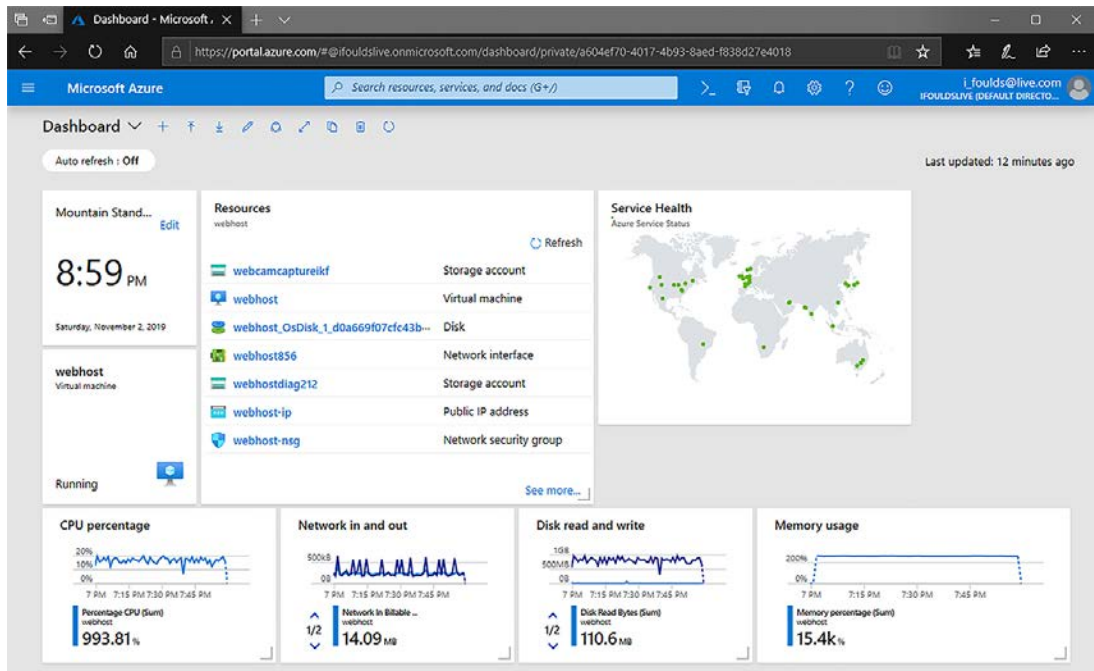 Dashboard - Microsoft
https://portal.azure.com/#@ifouldslive.onmicrosoft.com/dashboard/private/a604ef70-4017-4b93-8aed-f838d27e4018
Microsoft Azure
Search resources, services, and docs (G+/)
i_foulds@live.com
IFOULDSLIVE (DEFAULT DIRECTO...
Dashboard
Auto refresh : Off
Last updated: 12 minutes ago
Mountain Stand...
Edit
8:59 PM
Saturday, November 2, 2019
webhost
Virtual machine
Running
Resources
webhost
Refresh
webcamcaptureikf Storage account
webhost Virtual machine
webhost_OsDisk_1_d0a669f07cfc43b... Disk
webhost856 Network interface
webhostdiag212 Storage account
webhost-ip Public IP address
webhost-nsg Network security group
See more...
Service Health
Azure Service Status
CPU percentage
20%
10%
0%
7 PM 7:15 PM 7:30 PM 7:45 PM
Percentage CPU (Sum)
webhost
993.81 %
Network in and out
500kB
0B
7 PM 7:15 PM 7:30 PM 7:45 PM
1/2
Network In Billable ...
webhost
14.09 MB
Disk read and write
1GB
500MB
0B
7 PM 7:15 PM 7:30 PM 7:45 PM
1/2
Disk Read Bytes (Sum)
webhost
110.6 MB
Memory usage
200%
0%
7 PM 7:15 PM 7:30 PM 7:45 PM
Memory percentage (Sum)
webhost
15.4k %